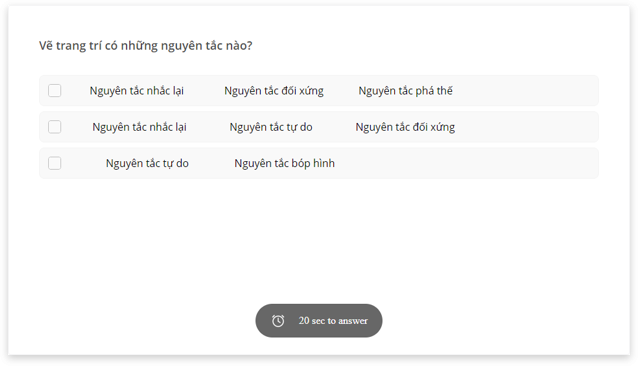 Vẽ trang trí có những nguyên tắc nào?
Nguyên tắc nhắc lại Nguyên tắc đối xứng Nguyên tắc phá thế
Nguyên tắc nhắc lại Nguyên tắc tự do Nguyên tắc đối xứng
Nguyên tắc tự do Nguyên tắc bóp hình
20 sec to answer